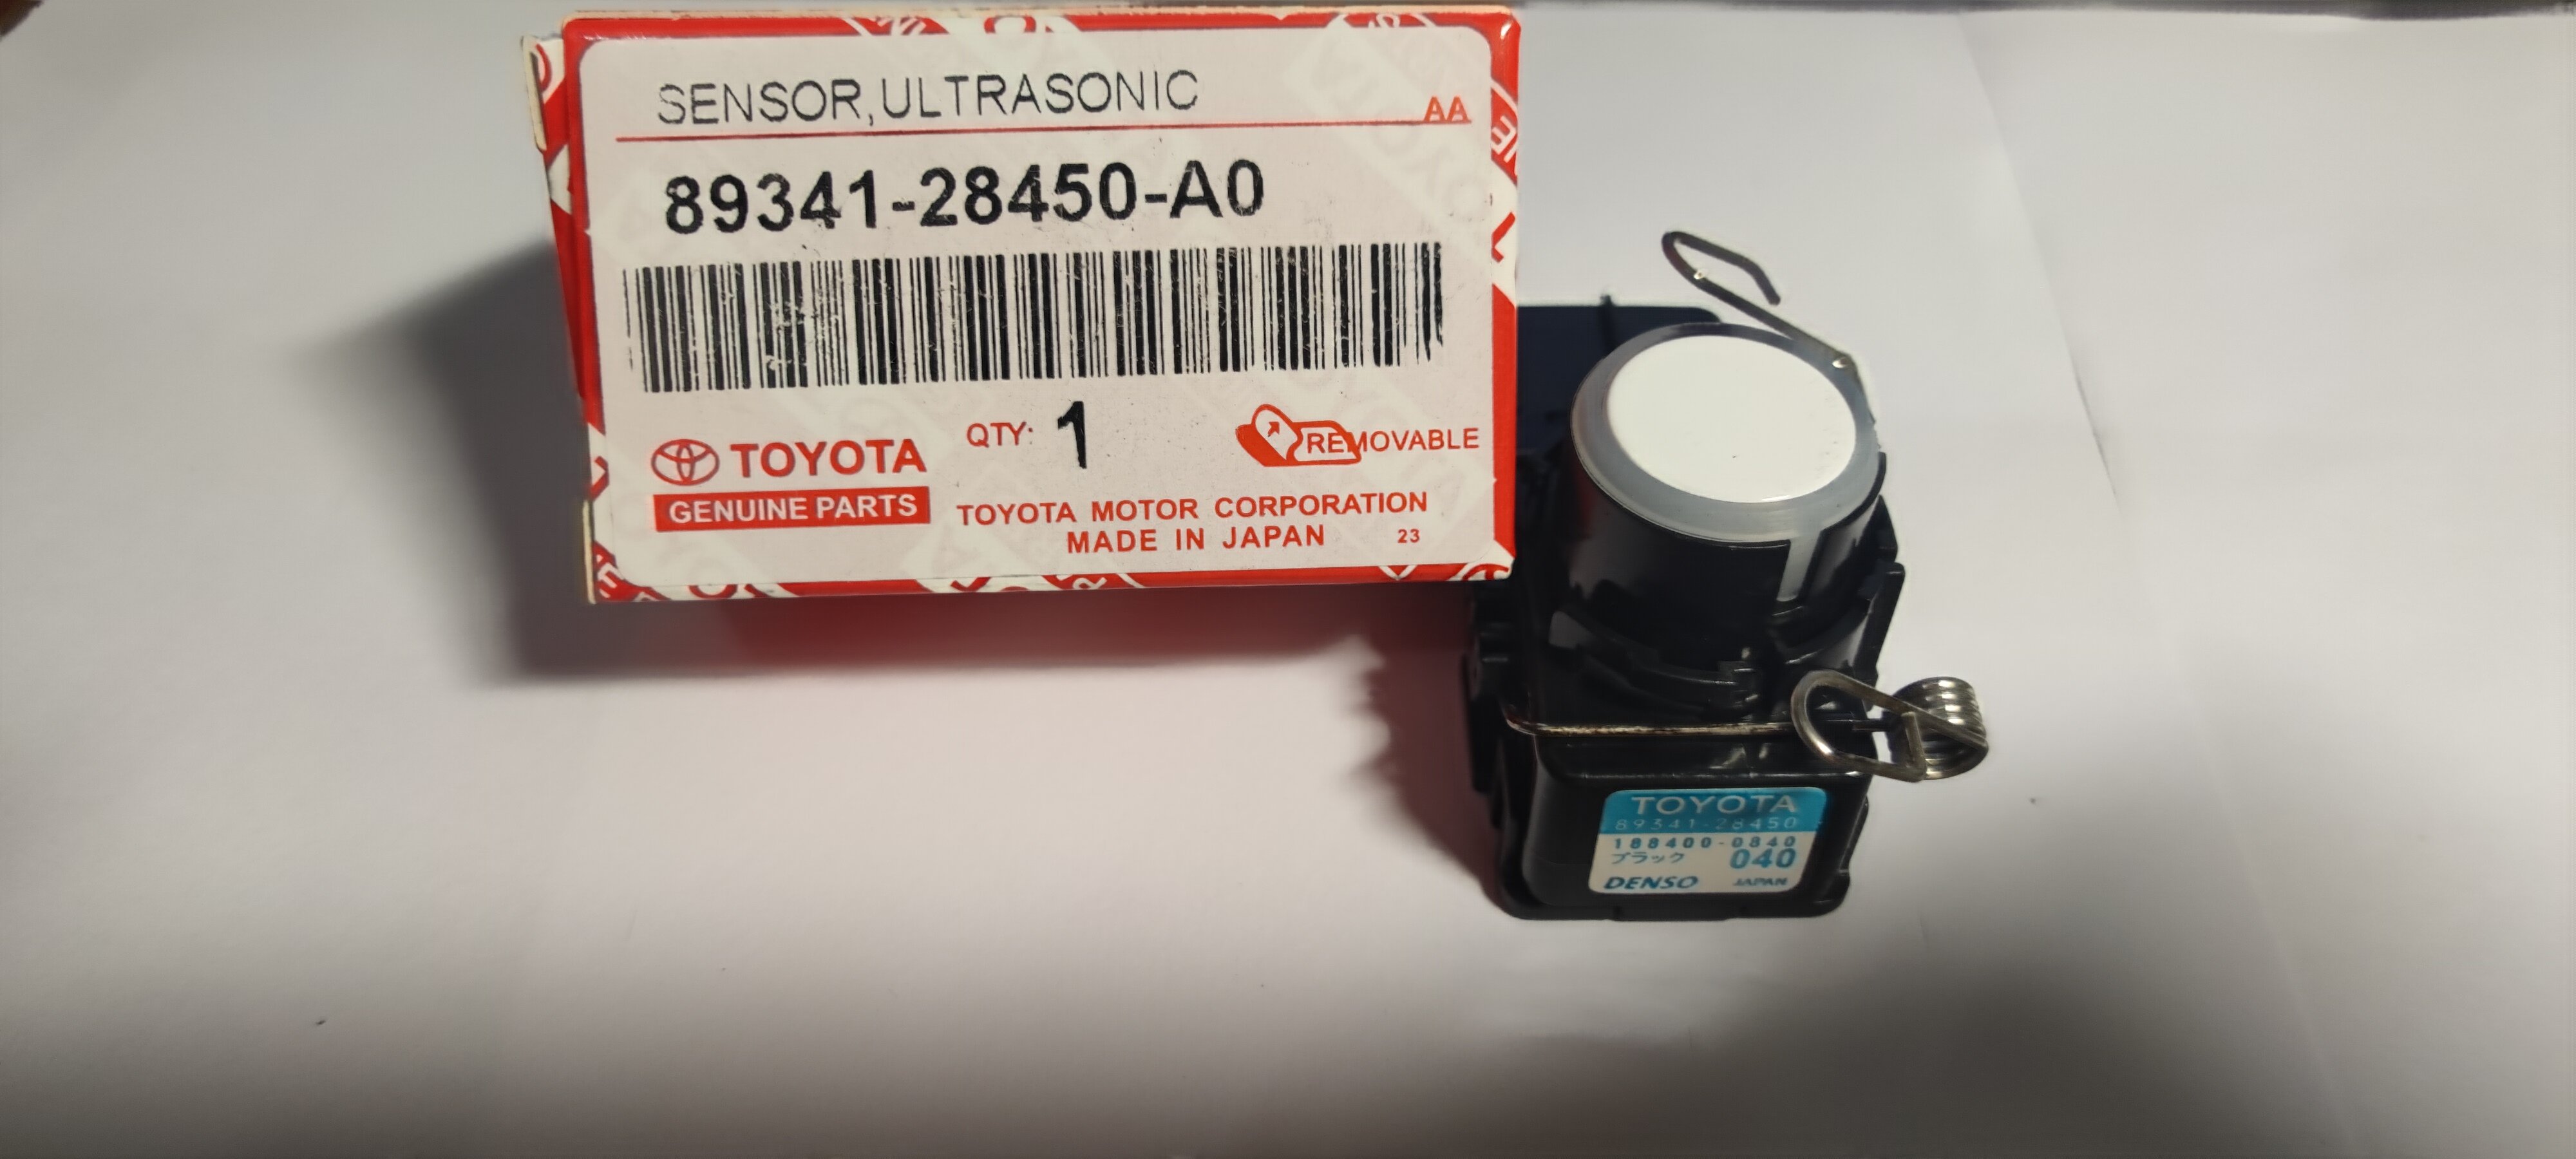 SENSOR,ULTRASONIC
AA
89341-28450-A0
QTY: 1
REMOVABLE
TOYOTA
GENUINE PARTS
TOYOTA MOTOR CORPORATION
MADE IN JAPAN 23
TOYOTA
89341-28450
188400-0840
ブラック 040
DENSO JAPAN